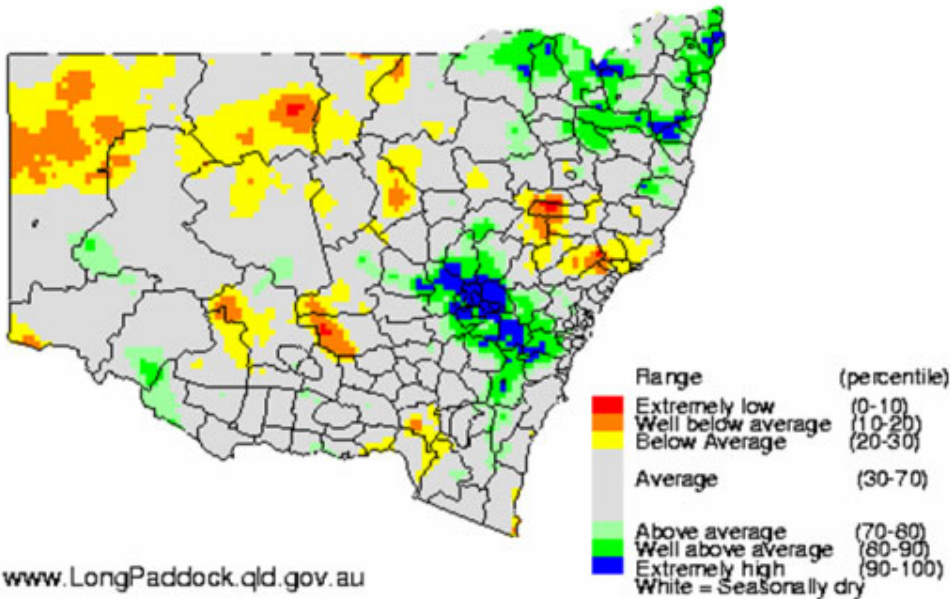 Range (percentile)
Extremely low (0-10)
Well below average (10-20)
Below Average (20-30)
Average (30-70)
Above average (70-80)
Well above average (80-90)
Extremely high (90-100)
White = Seasonally dry
www.LongPaddock.qld.gov.au